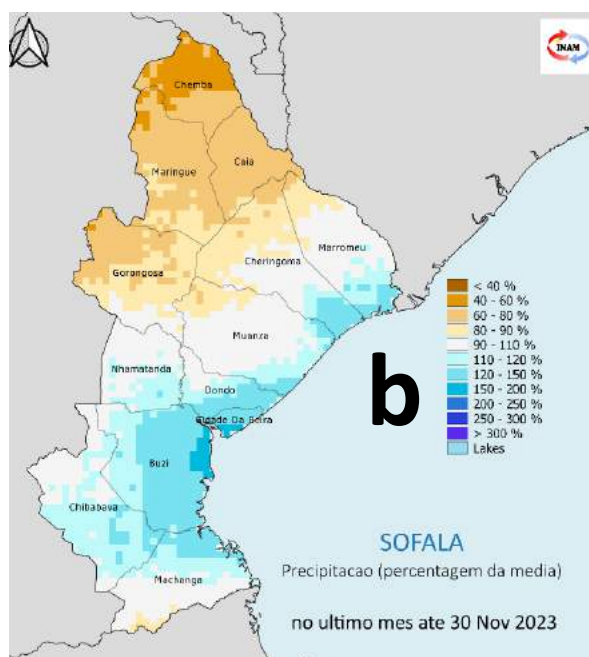 INAM
Chemba
Caia
Maringue
Marromeu
Cheringoma
Gorongosa
Muanza
Nhamatanda
Dondo
Cidade Da Beira
Buzi
Chibabava
Machanga
< 40 %
40 - 60 %
60 - 80 %
80 - 90 %
90 - 110 %
110 - 120 %
120 - 150 %
150 - 200 %
200 - 250 %
250 - 300 %
> 300 %
Lakes
b
SOFALA
Precipitacao (percentagem da media)
no ultimo mes ate 30 Nov 2023